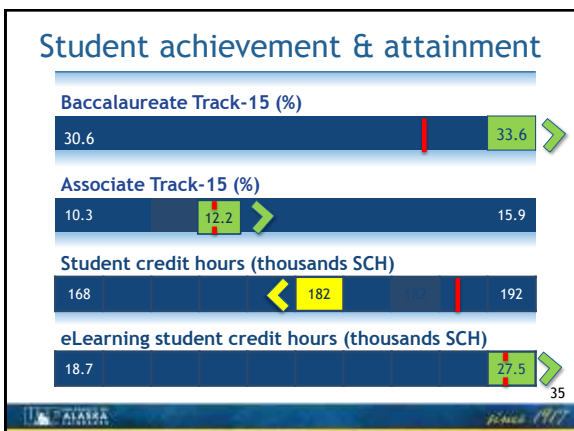 Student achievement & attainment
Baccalaureate Track-15 (%)
30.6 33.6
Associate Track-15 (%)
10.3 12.2 15.9
Student credit hours (thousands SCH)
168 182 182 192
eLearning student credit hours (thousands SCH)
18.7 27.5
35
ALASKA since 1917